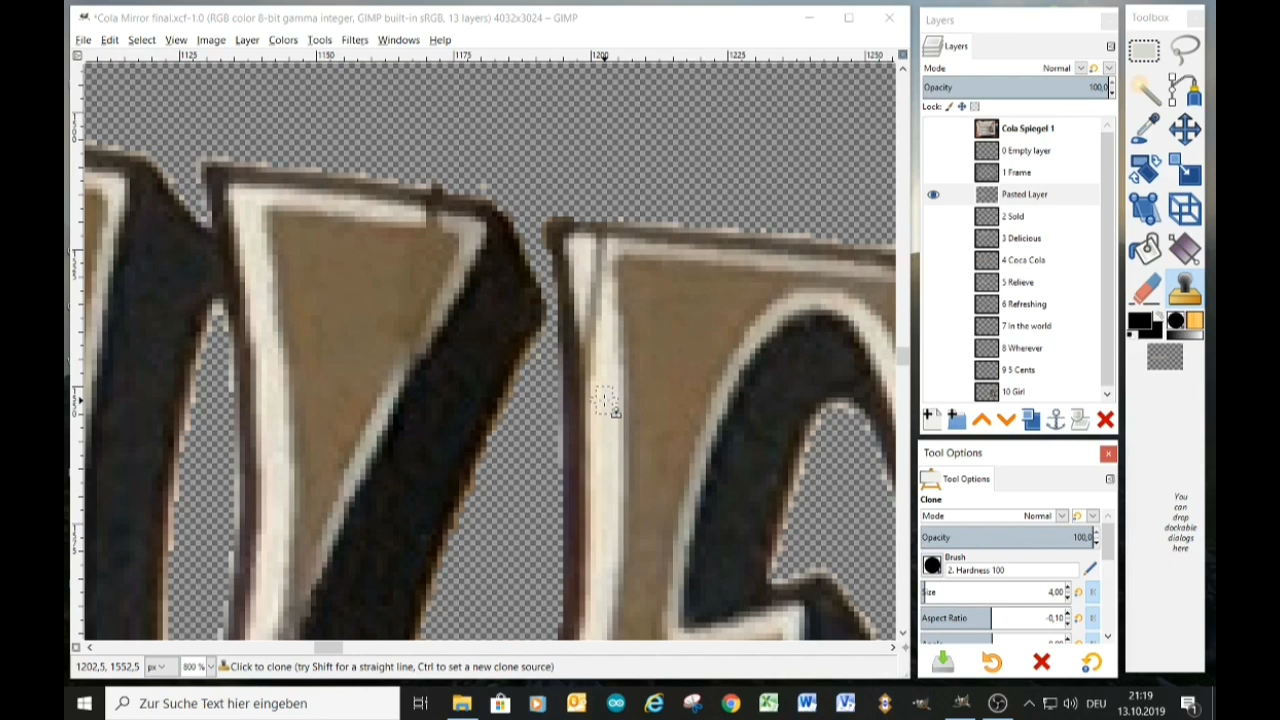 *Cola Mirror final.xcf-1.0 (RGB color 8-bit gamma integer, GIMP built-in sRGB, 13 layers) 4032x3024 – GIMP
File Edit Select View Image Layer Colors Tools Filters Windows Help
1125 1150 1175 1200 1225 1250
1202,5, 1552,5 px 800 % Click to clone (try Shift for a straight line, Ctrl to set a new clone source)
Layers
Layers
Mode Normal
Opacity 100,0
Lock:
Cola Spiegel 1
0 Empty layer
1 Frame
Pasted Layer
2 Sold
3 Delicious
4 Coca Cola
5 Relieve
6 Refreshing
7 In the world
8 Wherever
9 5 Cents
10 Girl
Tool Options
Tool Options
Clone
Mode Normal
Opacity 100,0
Brush
2. Hardness 100
Size 4,00
Aspect Ratio -0,10
Toolbox
You
can
drop
dockable
dialogs
here
Zur Suche Text hier eingeben
DEU
21:19
13.10.2019
1